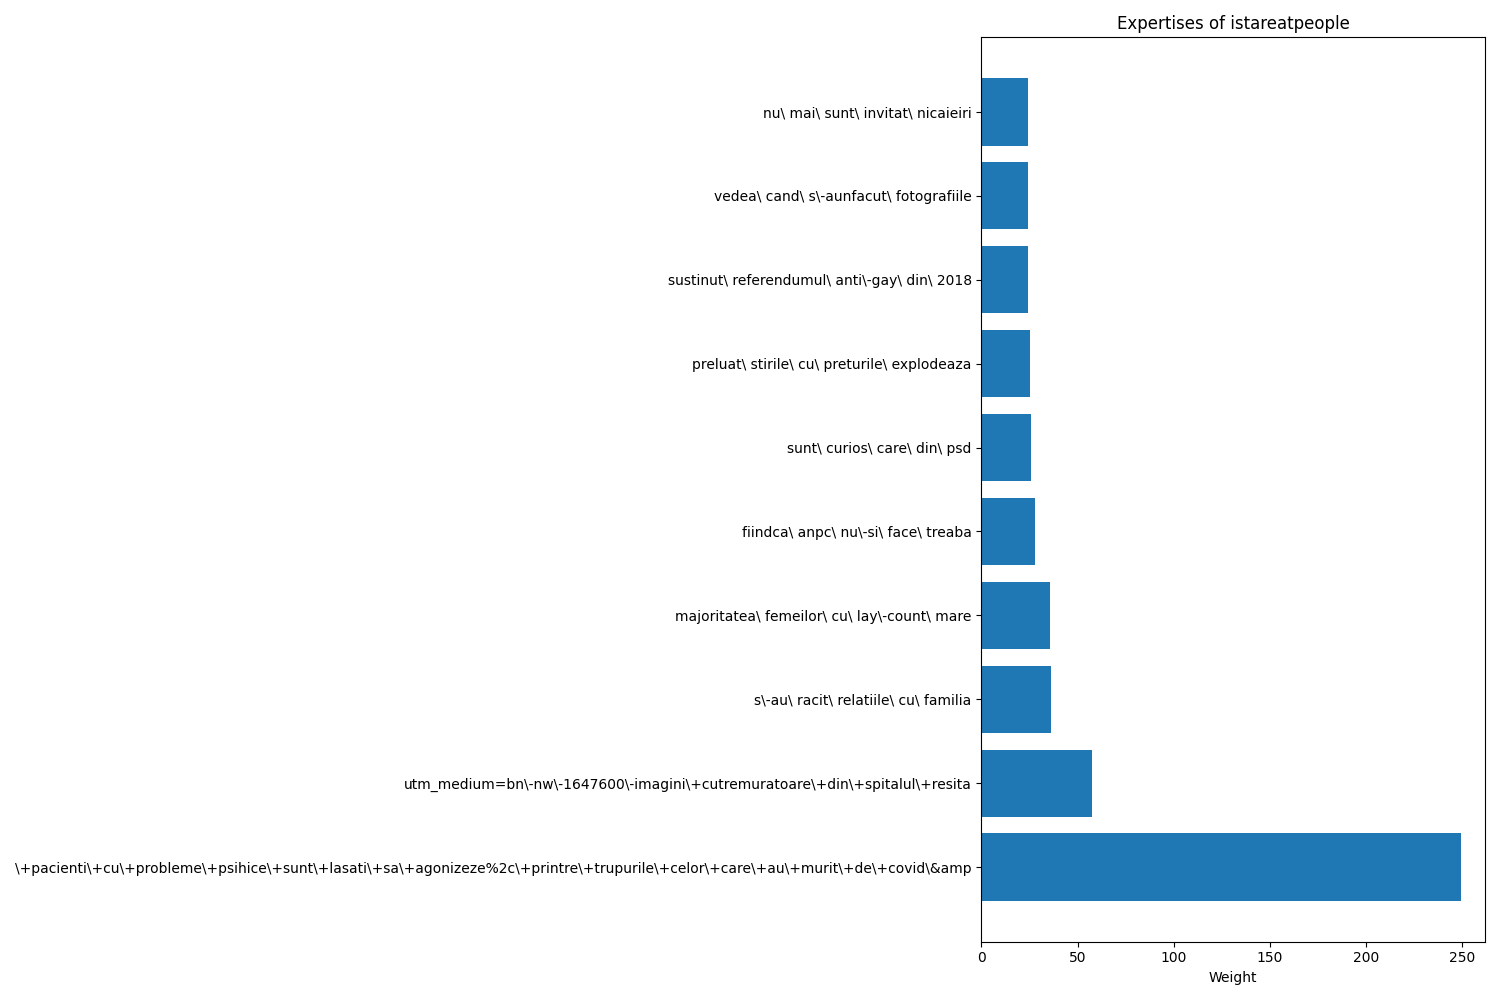 Expertises of istareatpeople
nu\ mai\ sunt\ invitat\ nicaieiri
vedea\ cand\ s\-aunfacut\ fotografiile
sustinut\ referendumul\ anti\-gay\ din\ 2018
preluat\ stirile\ cu\ preturile\ explodeaza
sunt\ curios\ care\ din\ psd
fiindca\ anpc\ nu\-si\ face\ treaba
majoritatea\ femeilor\ cu\ lay\-count\ mare
s\-au\ racit\ relatiile\ cu\ familia
utm_medium=bn\-nw\-1647600\-imagini\+cutremuratoare\+din\+spitalul\+resita
\+pacienti\+cu\+probleme\+psihice\+sunt\+lasati\+sa\+agonizeze%2c\+printre\+trupurile\+celor\+care\+au\+murit\+de\+covid\&amp
0 50 100 150 200 250
Weight